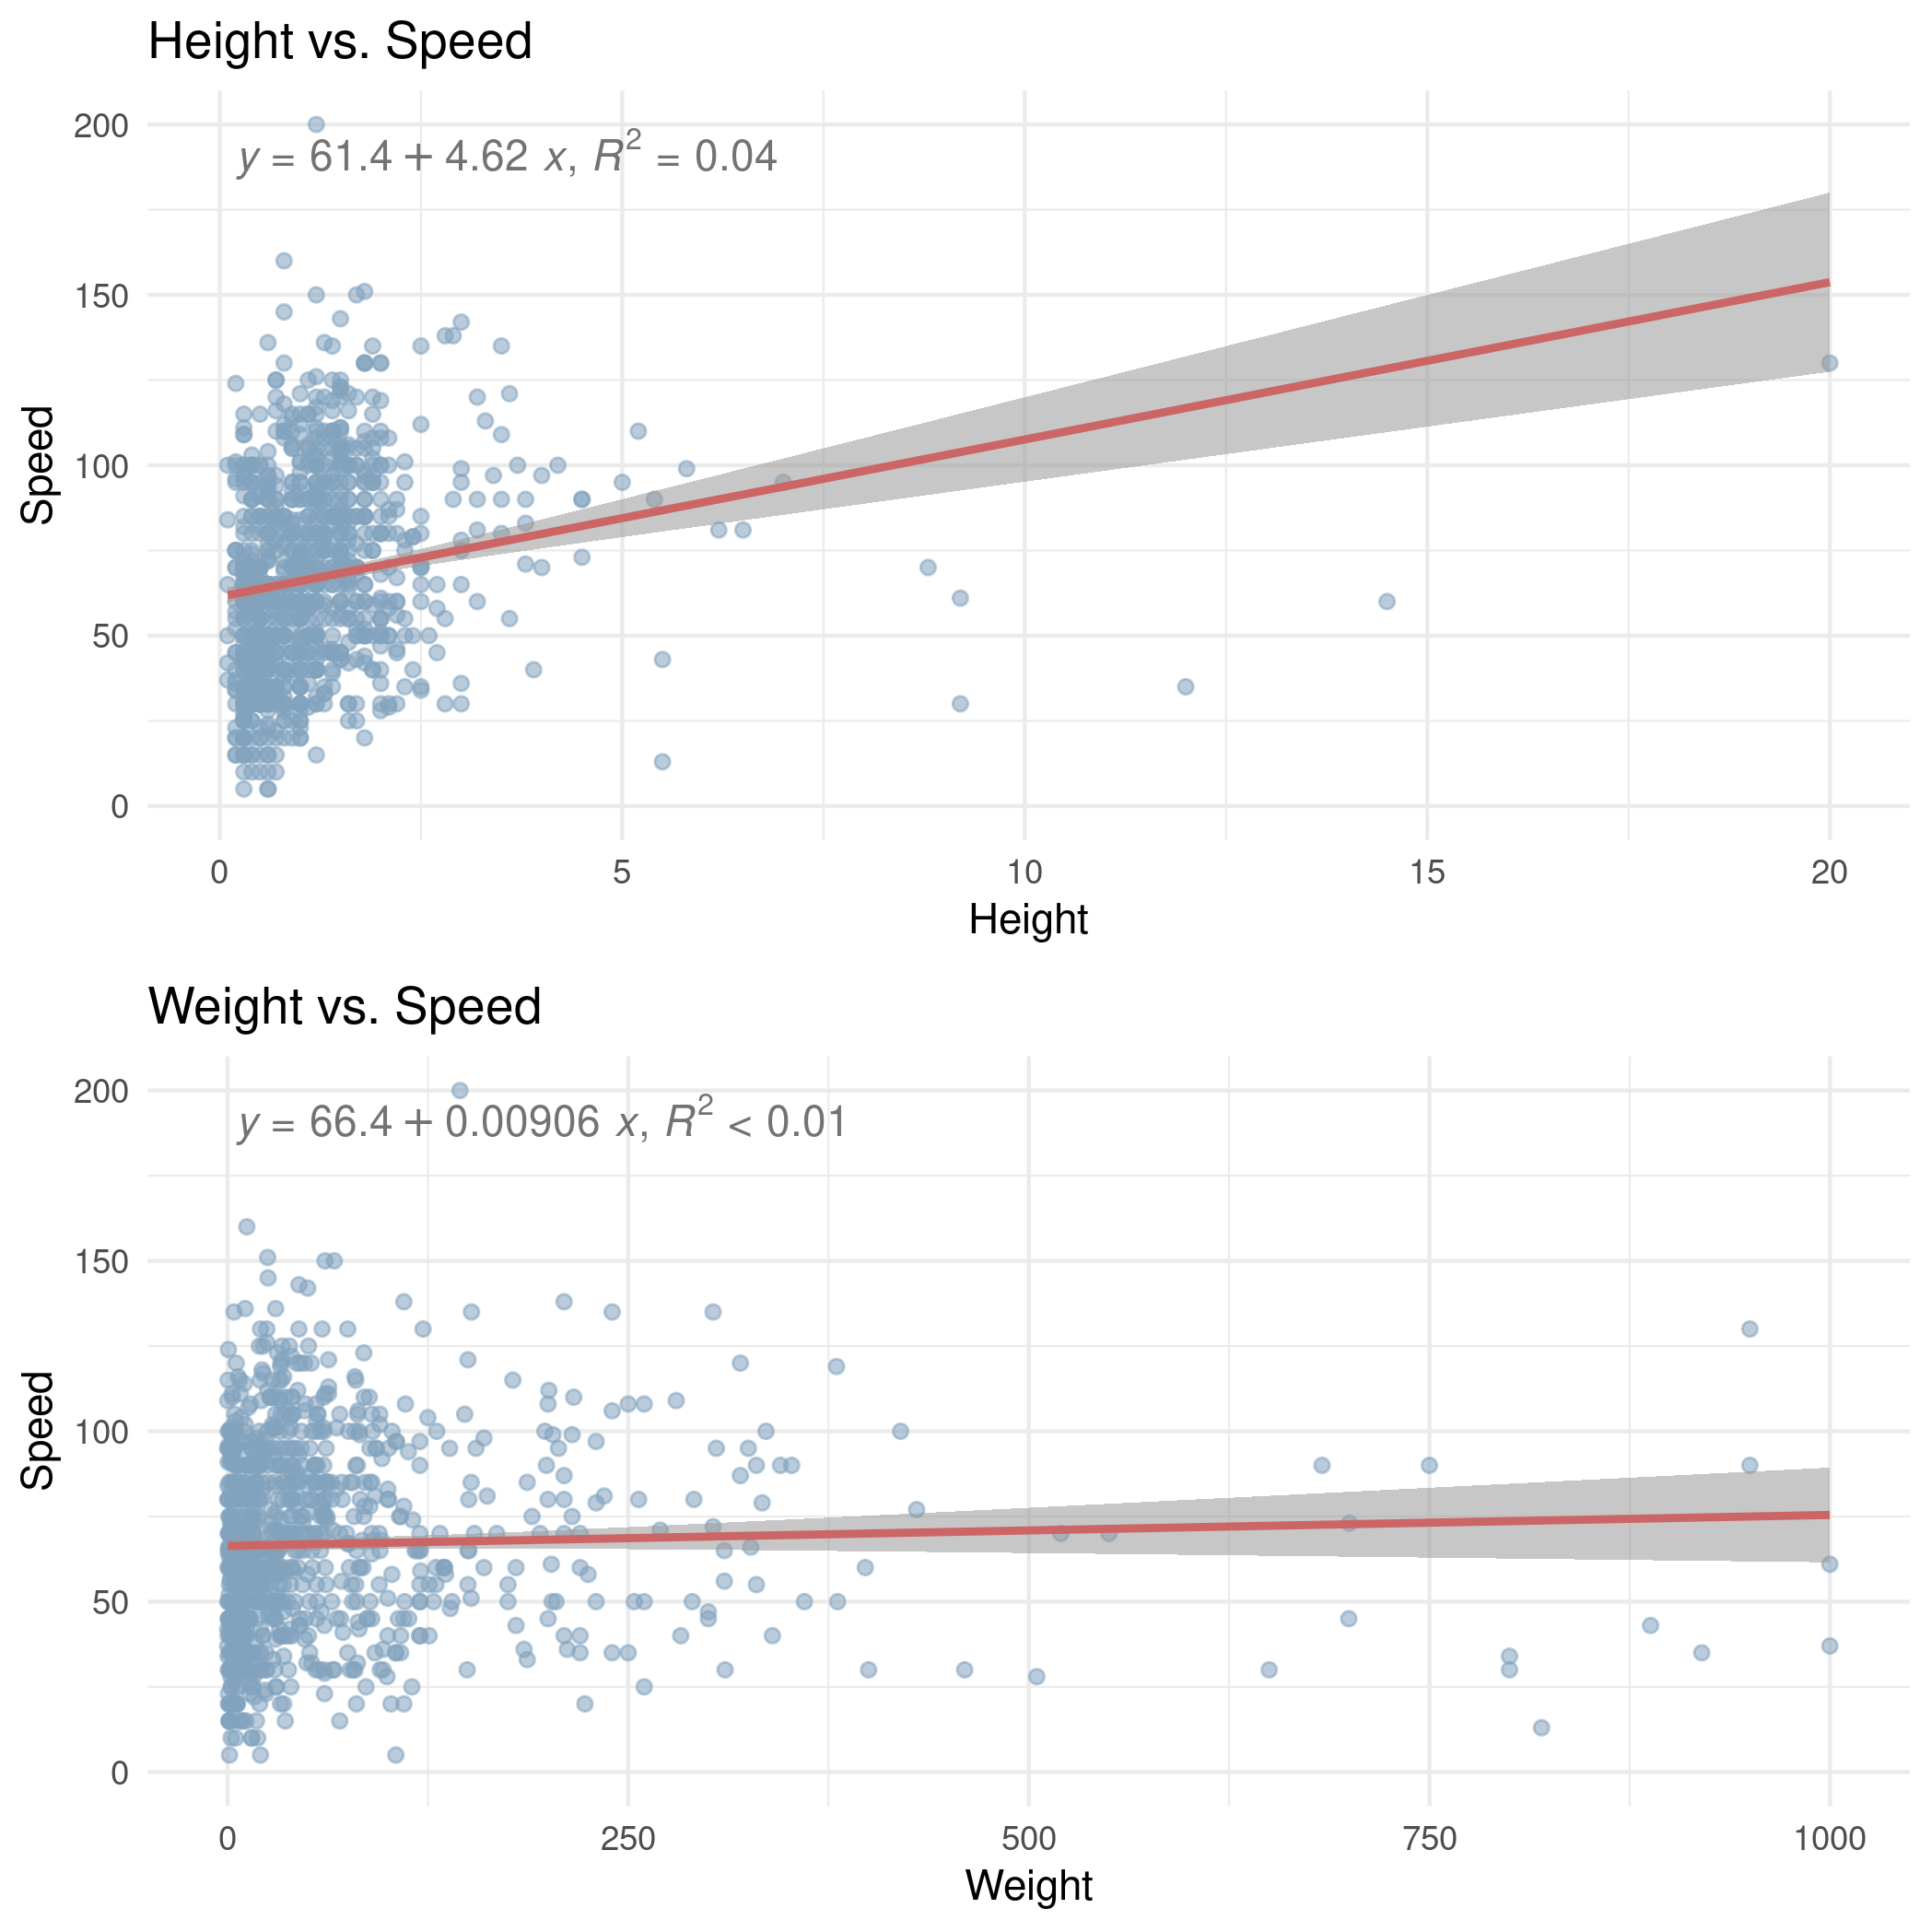 Height vs. Speed
200
y = 61.4 + 4.62 x, R² = 0.04
150
Speed
100
50
0
0 5 10 15 20
Height
Weight vs. Speed
200
y = 66.4 + 0.00906 x, R² < 0.01
150
Speed
100
50
0
0 250 500 750 1000
Weight